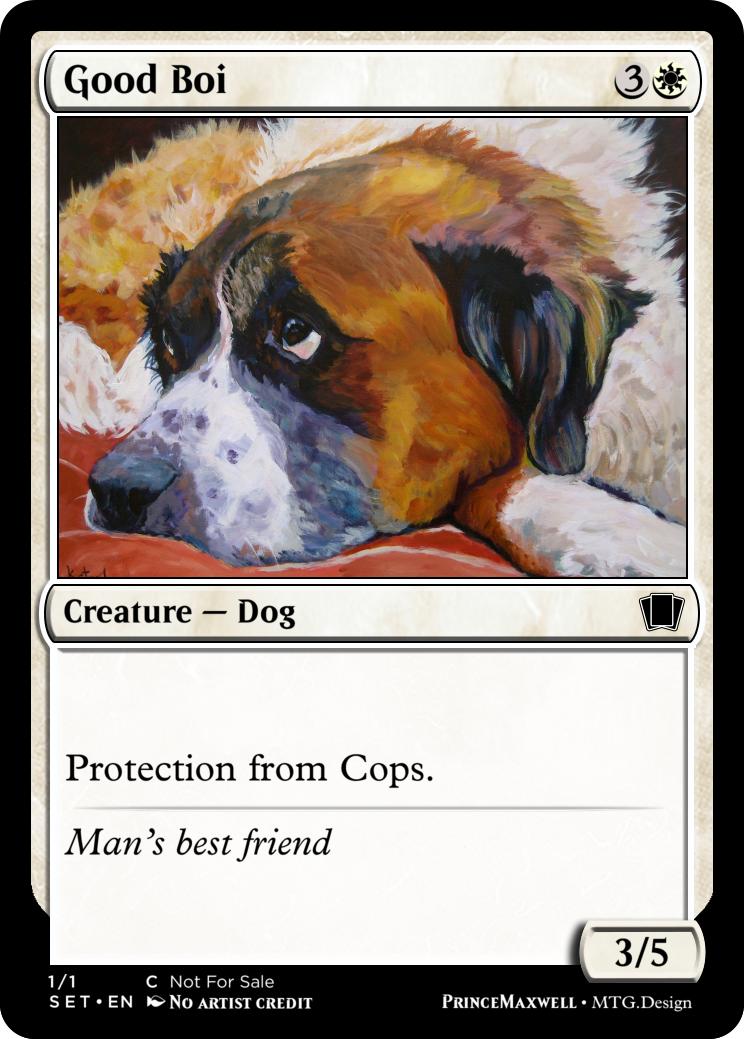 Good Boi 3
Creature — Dog
Protection from Cops.
Man's best friend
3/5
1/1 C Not For Sale
SET • EN No artist credit PrinceMaxwell • MTG.Design